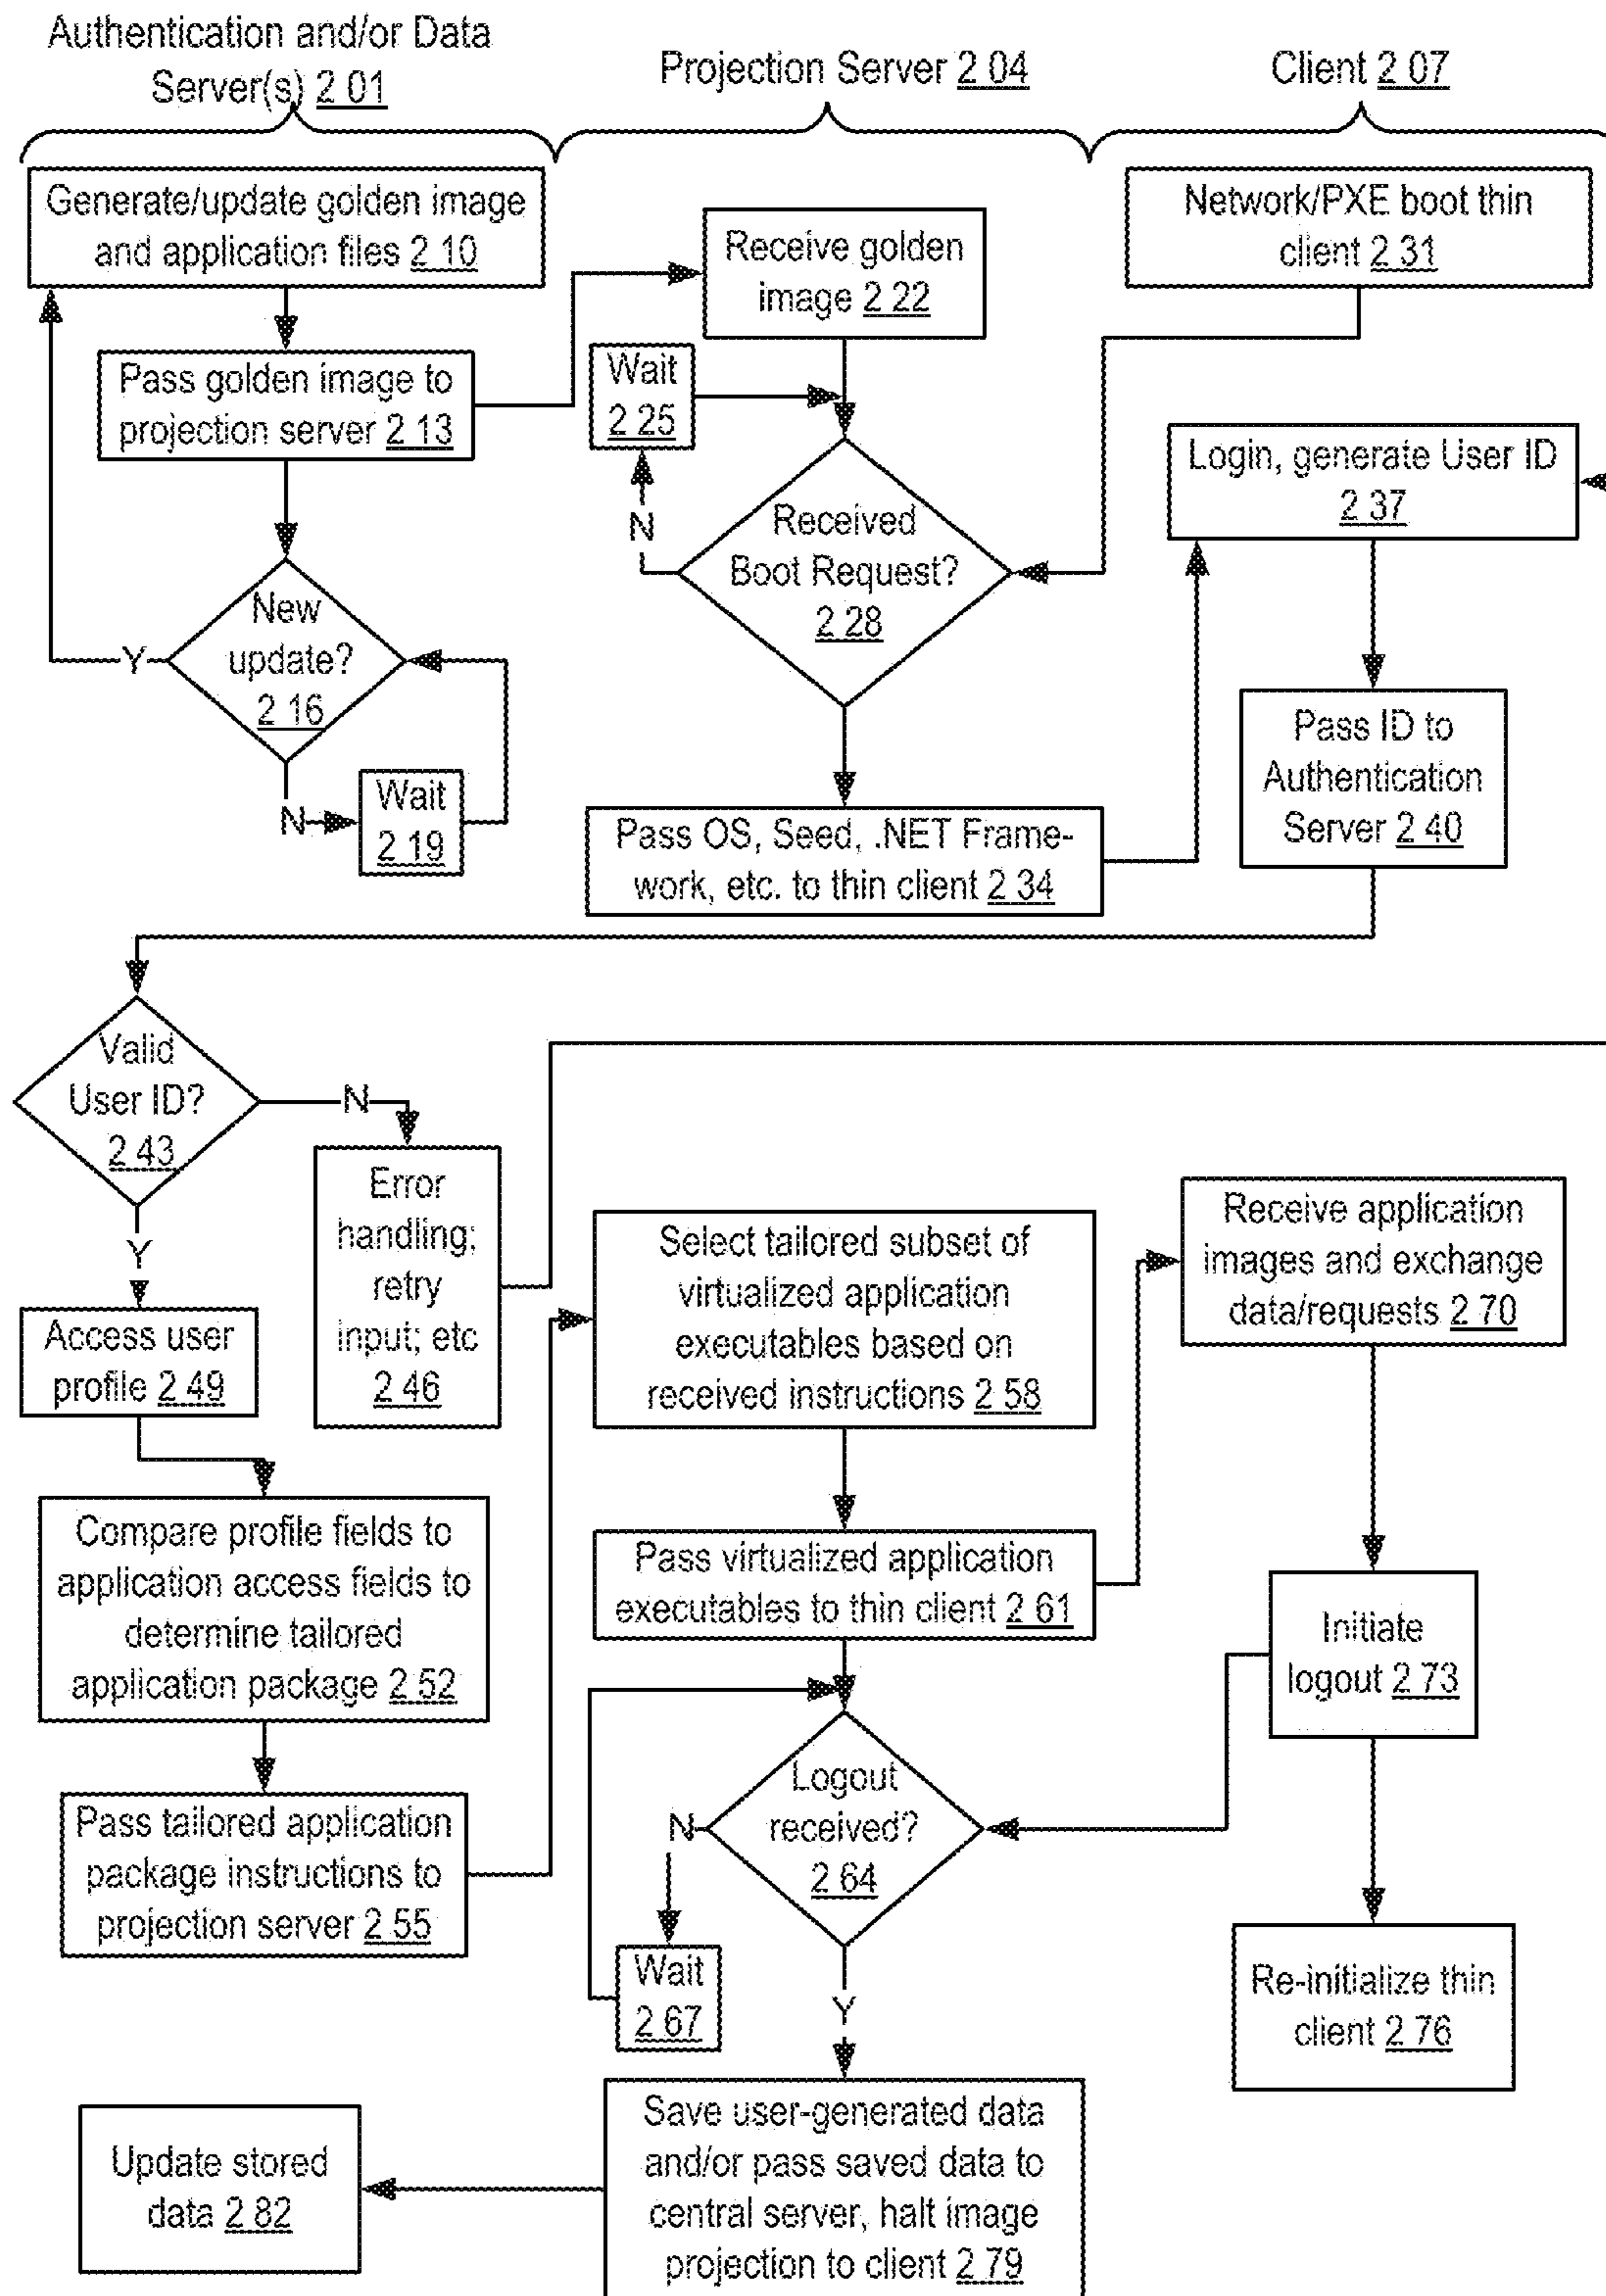 Authentication and/or Data
Server(s) 2 01
Projection Server 2 04
Client 2 07
Generate/update golden image
and application files 2 10
Receive golden
image 2 22
Network/PXE boot thin
client 2 31
Pass golden image to
projection server 2 13
Wait
2 25
Login, generate User ID
2 37
N
Received
Boot Request?
2 28
New
update?
2 16
Y
N
Wait
2 19
Pass ID to
Authentication
Server 2 40
Pass OS, Seed, .NET Frame-
work, etc. to thin client 2 34
Valid
User ID?
2 43
N
Y
Error
handling;
retry
input; etc
2 46
Access user
profile 2 49
Select tailored subset of
virtualized application
executables based on
received instructions 2 58
Receive application
images and exchange
data/requests 2 70
Compare profile fields to
application access fields to
determine tailored
application package 2 52
Pass virtualized application
executables to thin client 2 61
Initiate
logout 2 73
Pass tailored application
package instructions to
projection server 2 55
Logout
received?
2 64
N
Wait
2 67
Y
Re-initialize thin
client 2 76
Save user-generated data
and/or pass saved data to
central server, halt image
projection to client 2 79
Update stored
data 2 82